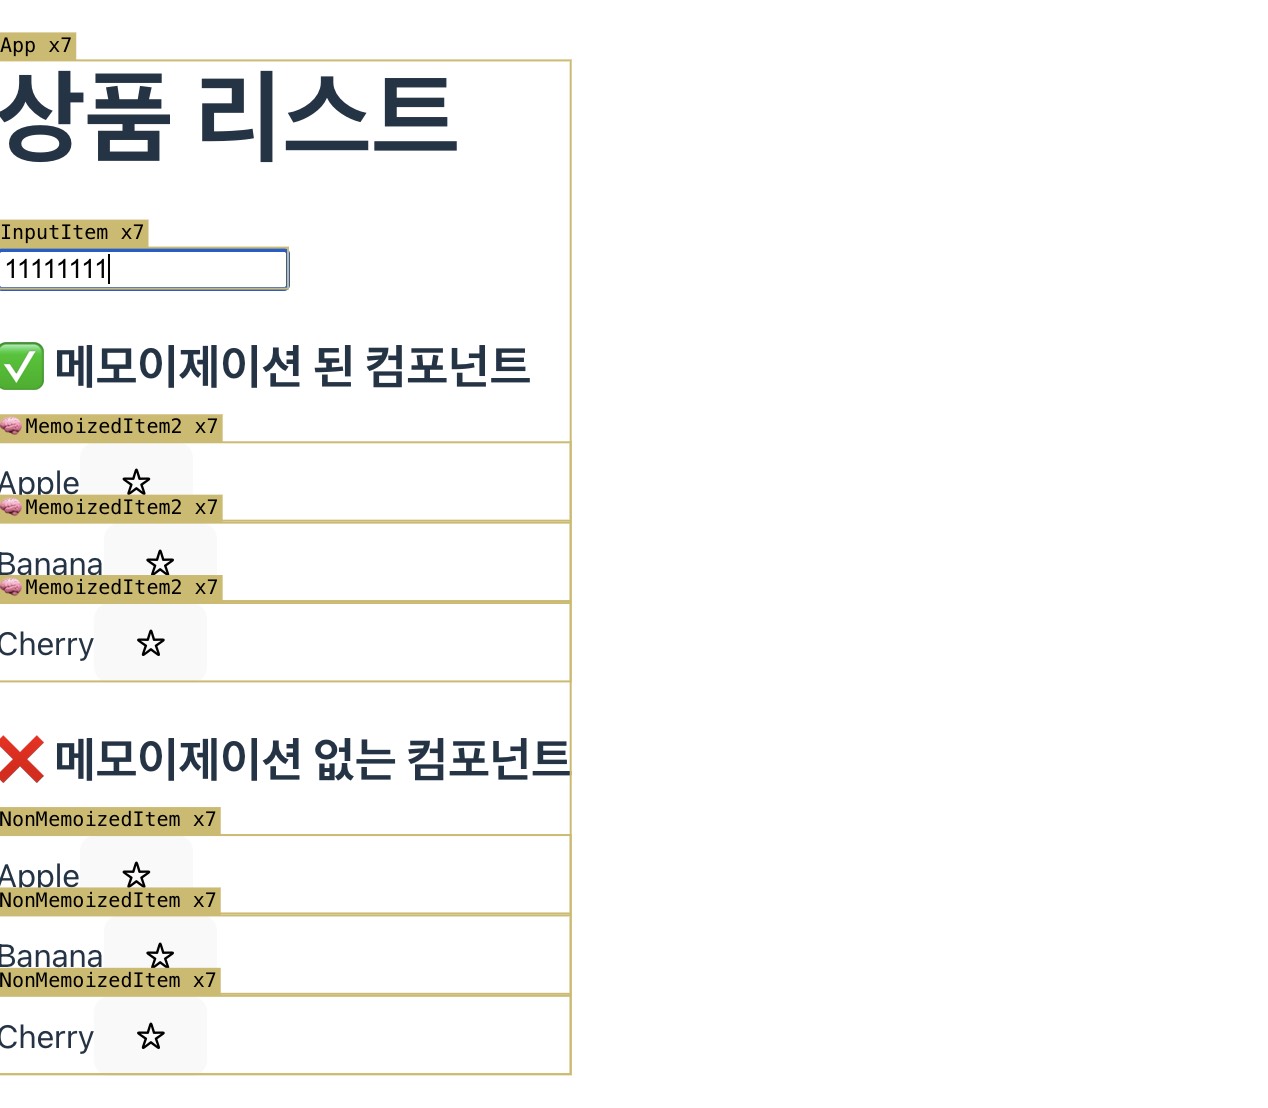 App x7
상품 리스트
InputItem x7
11111111
✅ 메모이제이션 된 컴포넌트
🧠MemoizedItem2 x7
Apple ☆
🧠MemoizedItem2 x7
Banana ☆
🧠MemoizedItem2 x7
Cherry ☆
❌ 메모이제이션 없는 컴포넌트
NonMemoizedItem x7
Apple ☆
NonMemoizedItem x7
Banana ☆
NonMemoizedItem x7
Cherry ☆